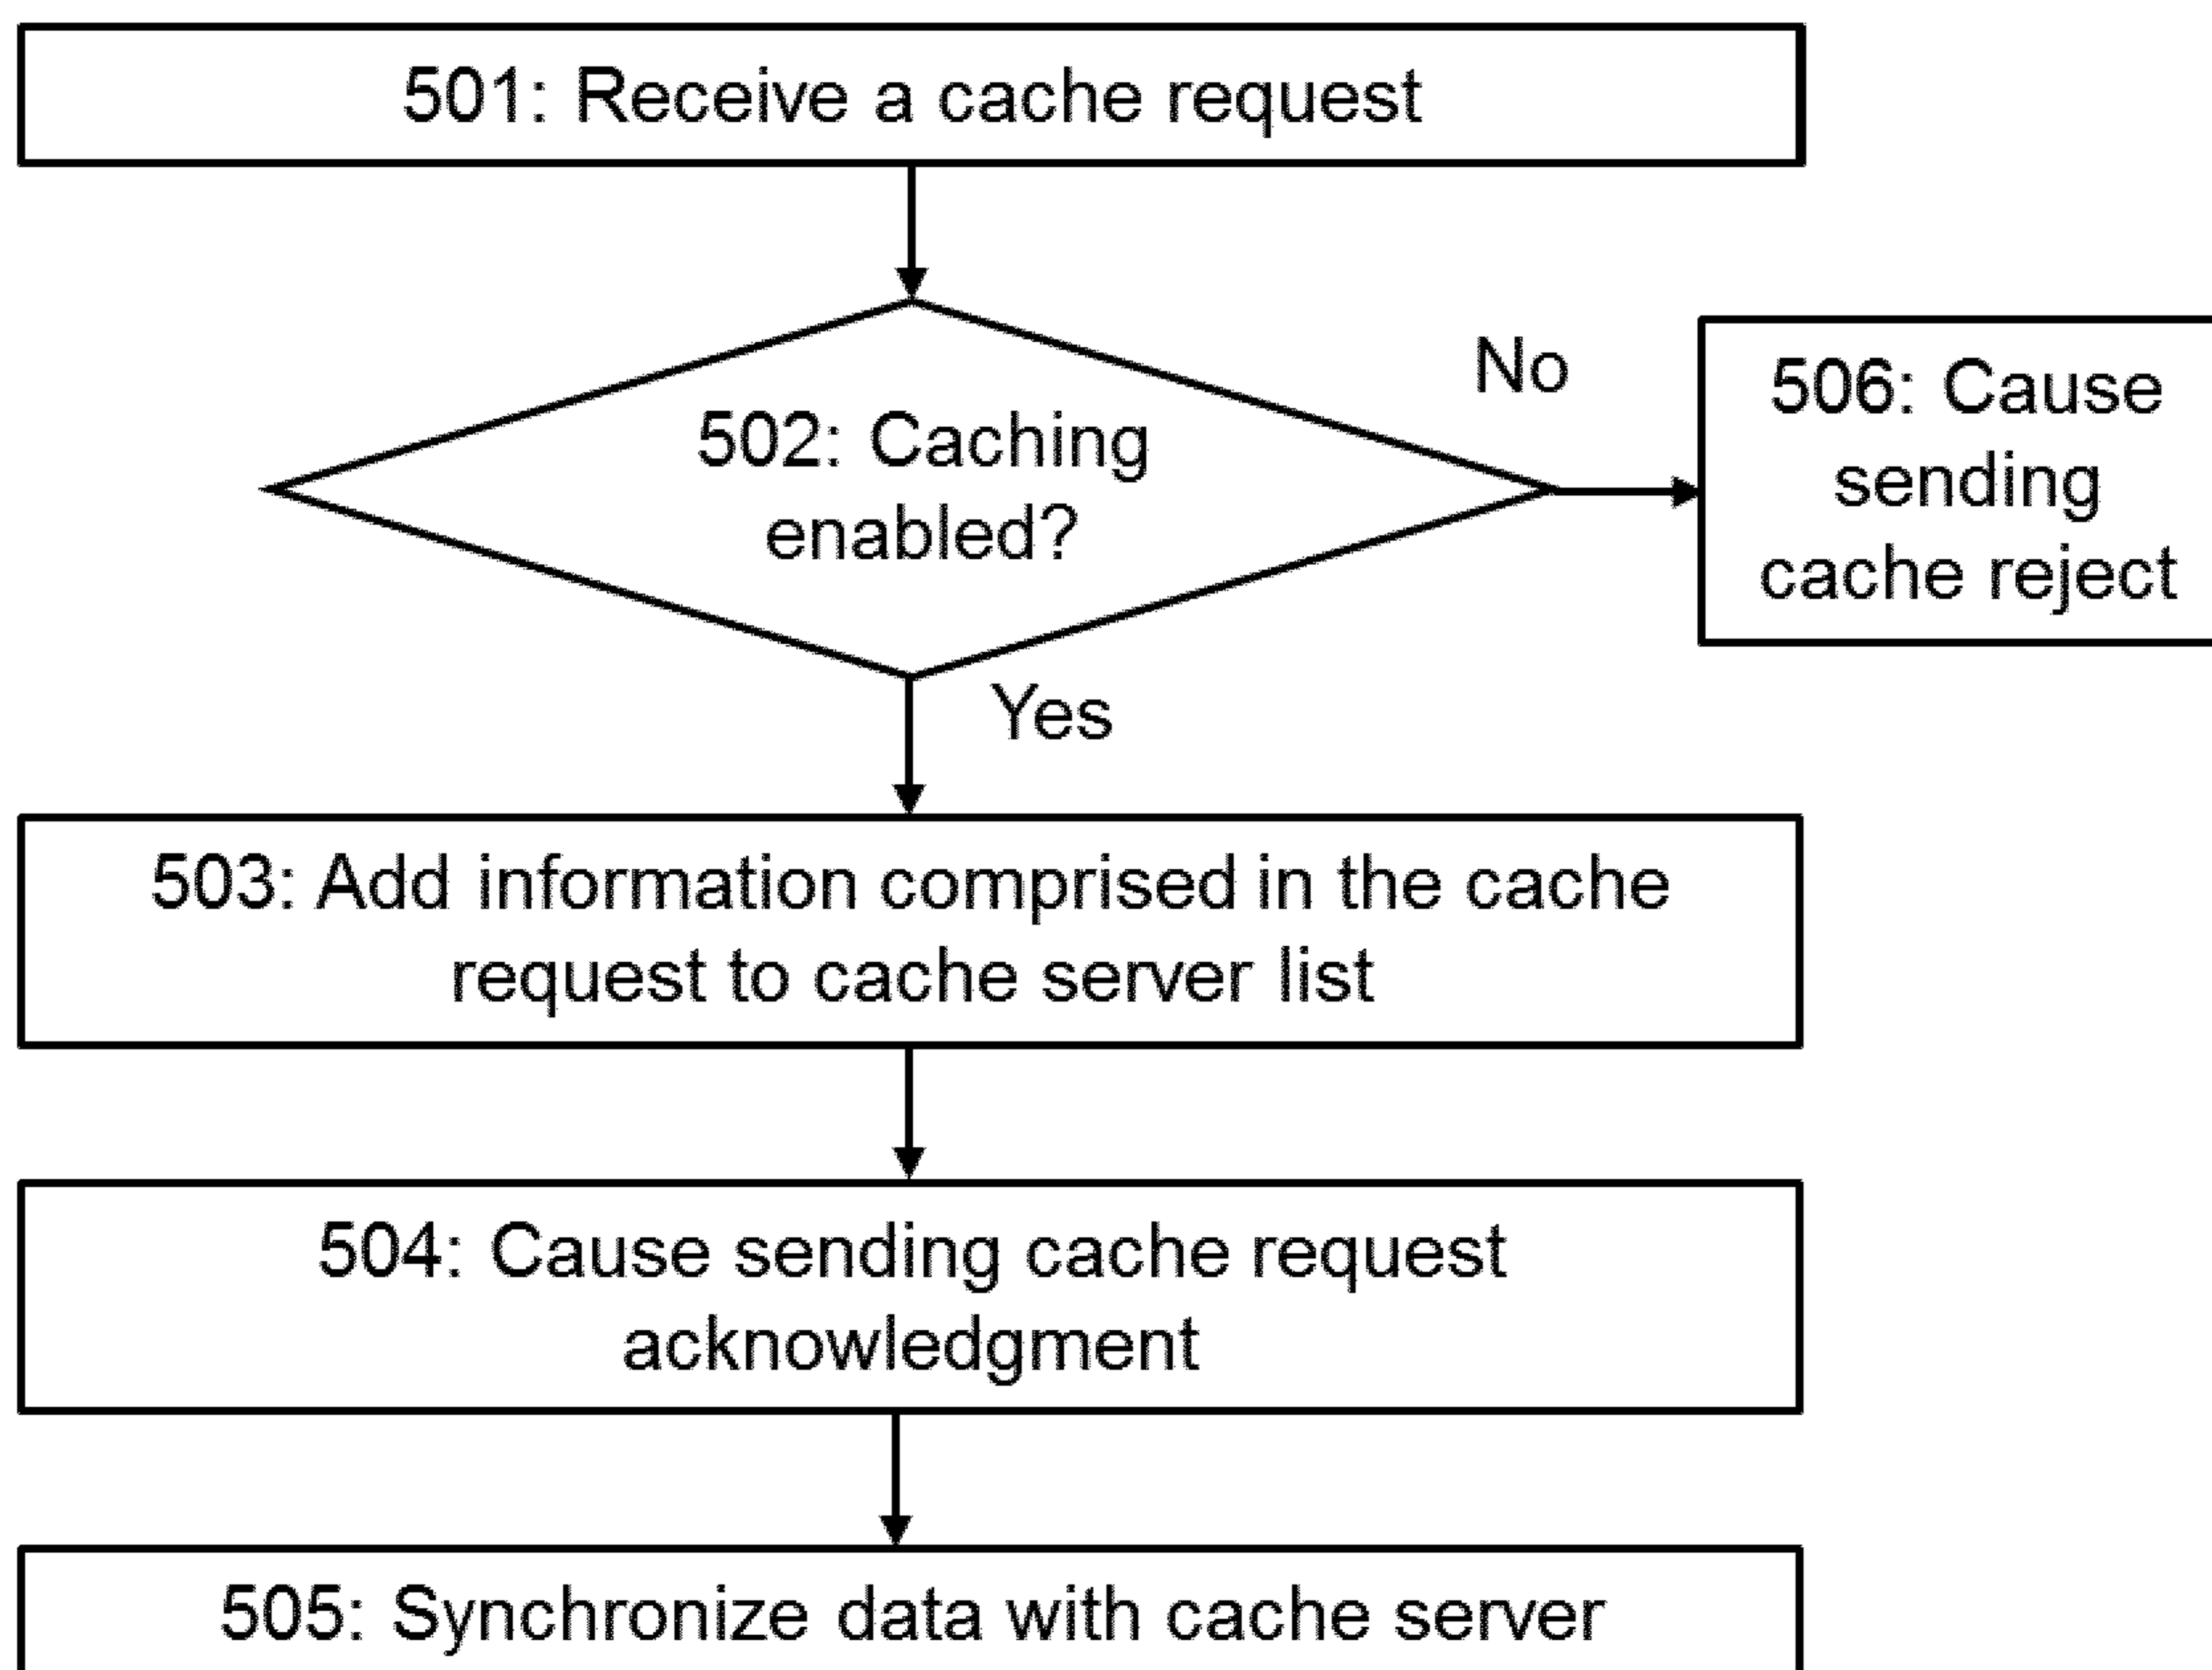 501: Receive a cache request
No
502: Caching
enabled?
506: Cause
sending
cache reject
Yes
503: Add information comprised in the cache
request to cache server list
504: Cause sending cache request
acknowledgment
505: Synchronize data with cache server